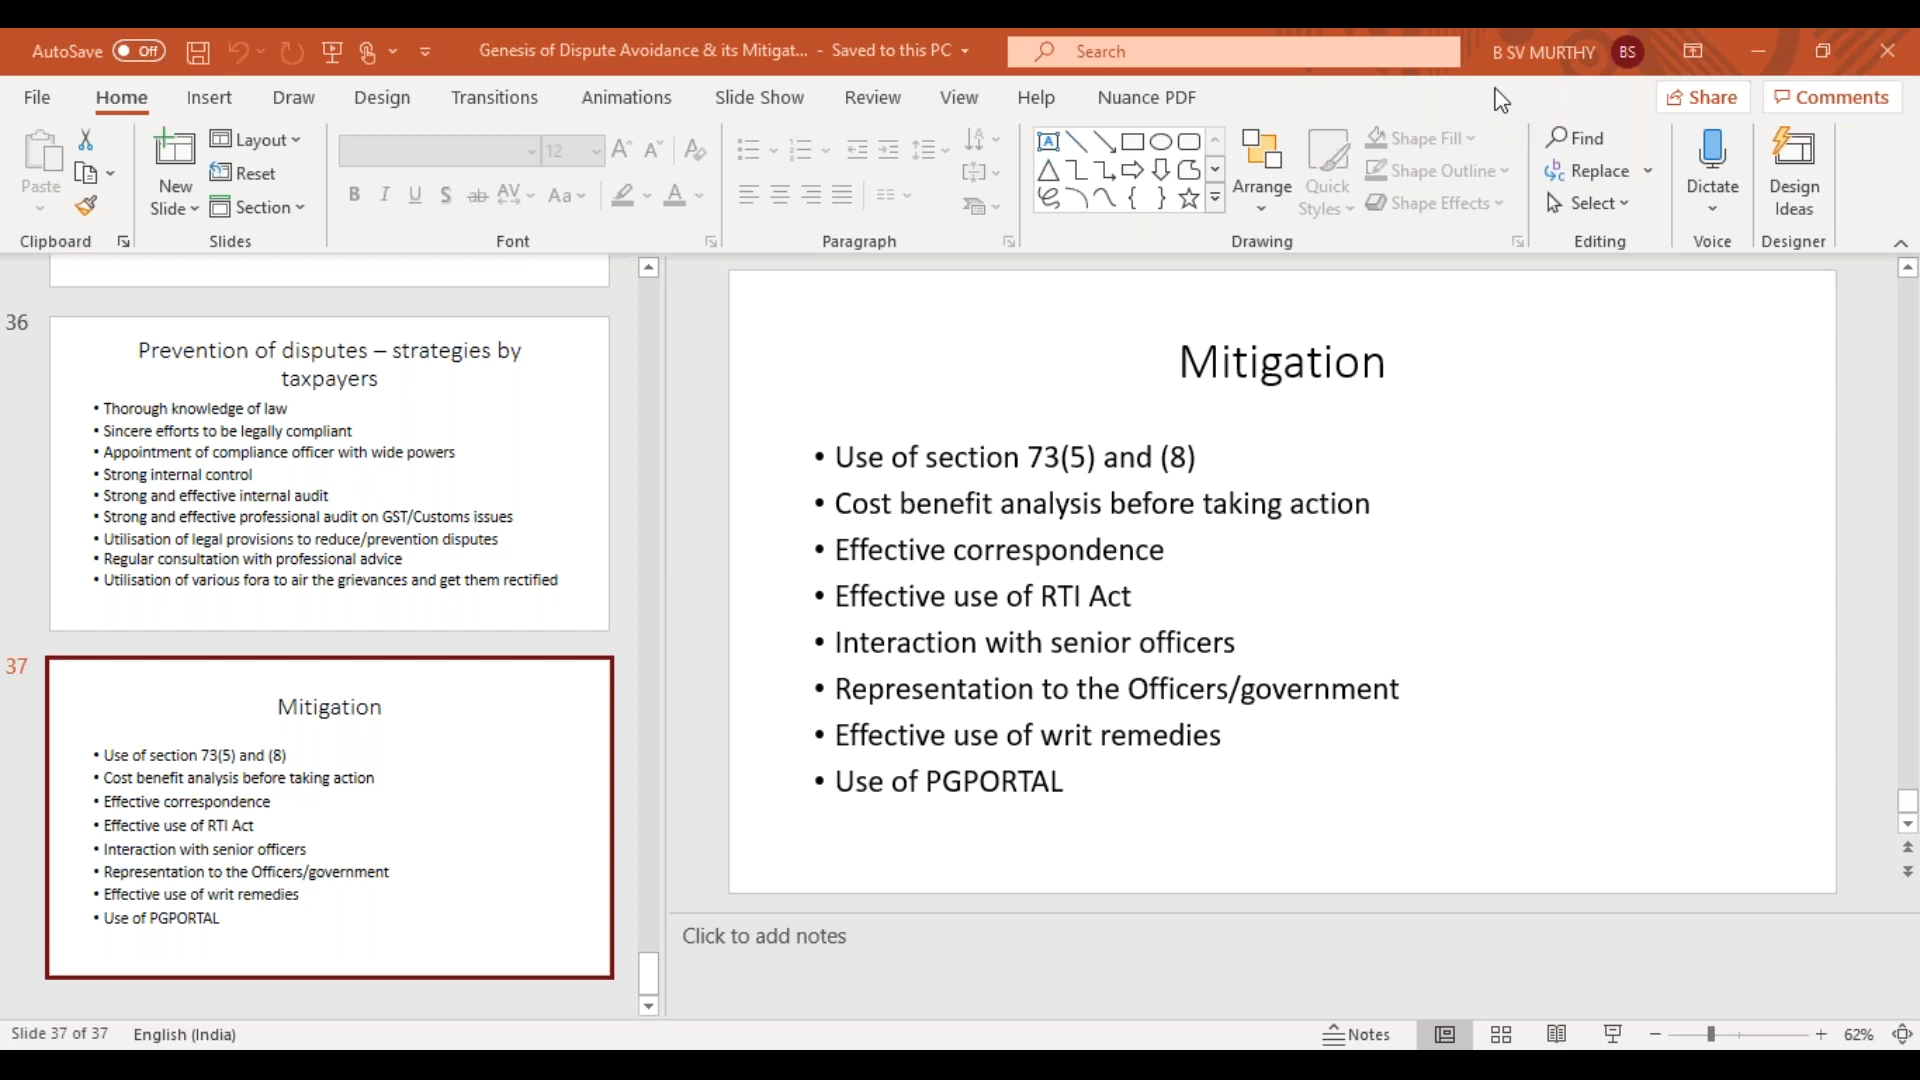 AutoSave Off Genesis of Dispute Avoidance & its Mitigat... - Saved to this PC Search B SV MURTHY BS
File Home Insert Draw Design Transitions Animations Slide Show Review View Help Nuance PDF Share Comments
Paste
New
Slide
Layout
Reset
Section
12
B I U S ab AV Aa A
Arrange
Quick
Styles
Shape Fill
Shape Outline
Shape Effects
Find
Replace
Select
Dictate
Design
Ideas
Clipboard Slides Font Paragraph Drawing Editing Voice Designer
36
Prevention of disputes – strategies by
taxpayers
• Thorough knowledge of law
• Sincere efforts to be legally compliant
• Appointment of compliance officer with wide powers
• Strong internal control
• Strong and effective internal audit
• Strong and effective professional audit on GST/Customs issues
• Utilisation of legal provisions to reduce/prevention disputes
• Regular consultation with professional advice
• Utilisation of various fora to air the grievances and get them rectified
37
Mitigation
• Use of section 73(5) and (8)
• Cost benefit analysis before taking action
• Effective correspondence
• Effective use of RTI Act
• Interaction with senior officers
• Representation to the Officers/government
• Effective use of writ remedies
• Use of PGPORTAL
Mitigation
• Use of section 73(5) and (8)
• Cost benefit analysis before taking action
• Effective correspondence
• Effective use of RTI Act
• Interaction with senior officers
• Representation to the Officers/government
• Effective use of writ remedies
• Use of PGPORTAL
Click to add notes
Slide 37 of 37 English (India) Notes 62%